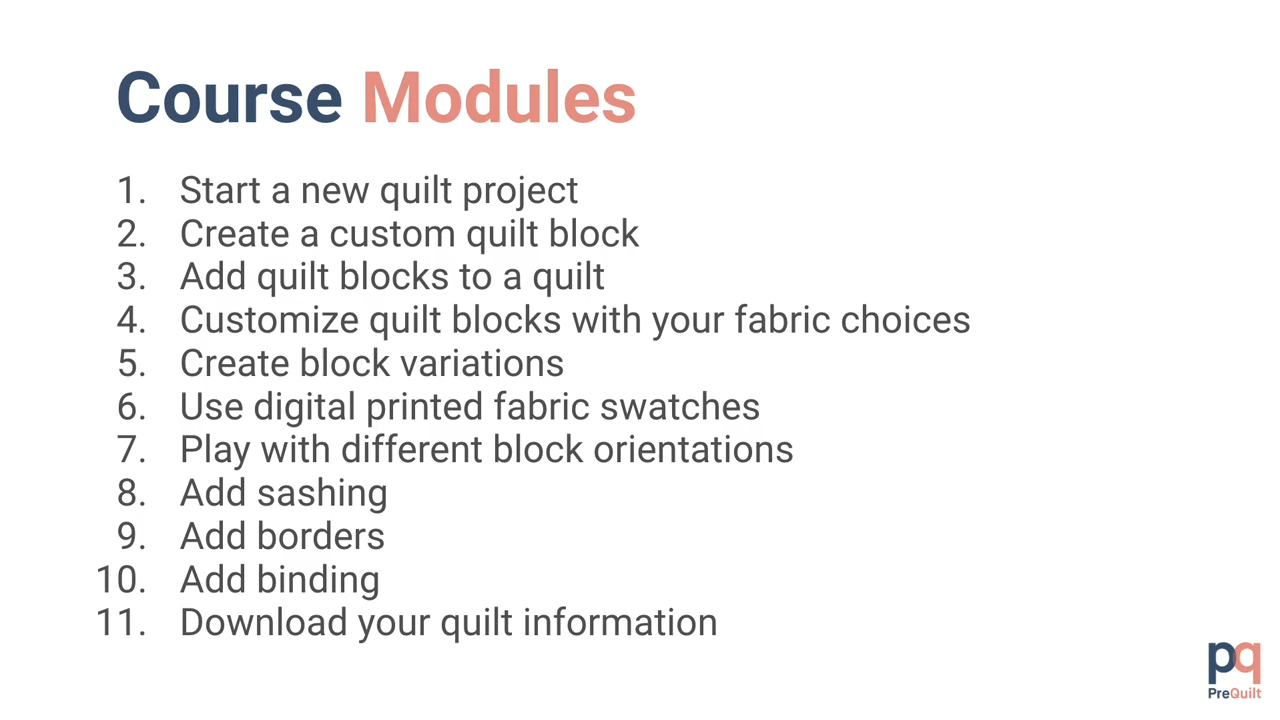 Course Modules
1. Start a new quilt project
2. Create a custom quilt block
3. Add quilt blocks to a quilt
4. Customize quilt blocks with your fabric choices
5. Create block variations
6. Use digital printed fabric swatches
7. Play with different block orientations
8. Add sashing
9. Add borders
10. Add binding
11. Download your quilt information
pq
PreQuilt